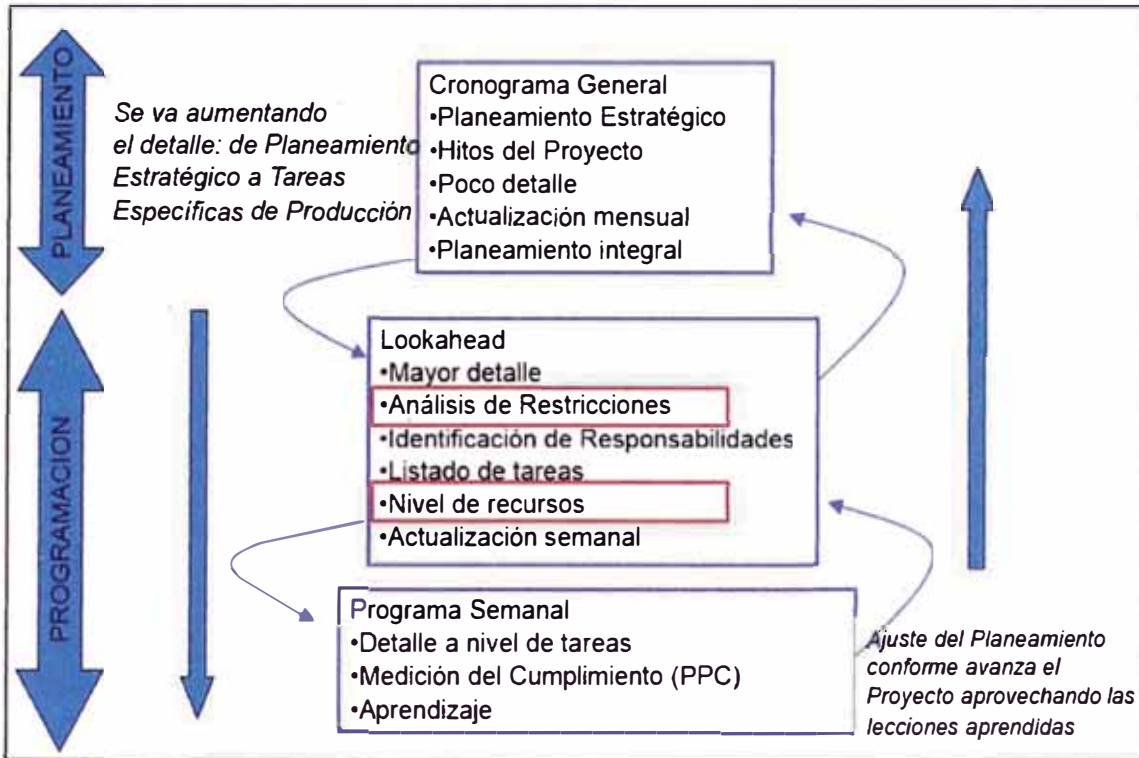 PLANEAMIENTO
Se va aumentando
el detalle: de Planeamiento
Estratégico a Tareas
Específicas de Producción
Cronograma General
•Planeamiento Estratégico
•Hitos del Proyecto
•Poco detalle
•Actualización mensual
•Planeamiento integral
PROGRAMACION
Lookahead
•Mayor detalle
•Análisis de Restricciones
•Identificación de Responsabilidades
•Listado de tareas
•Nivel de recursos
•Actualización semanal
Programa Semanal
•Detalle a nivel de tareas
•Medición del Cumplimiento (PPC)
•Aprendizaje
Ajuste del Planeamiento
conforme avanza el
Proyecto aprovechando las
lecciones aprendidas